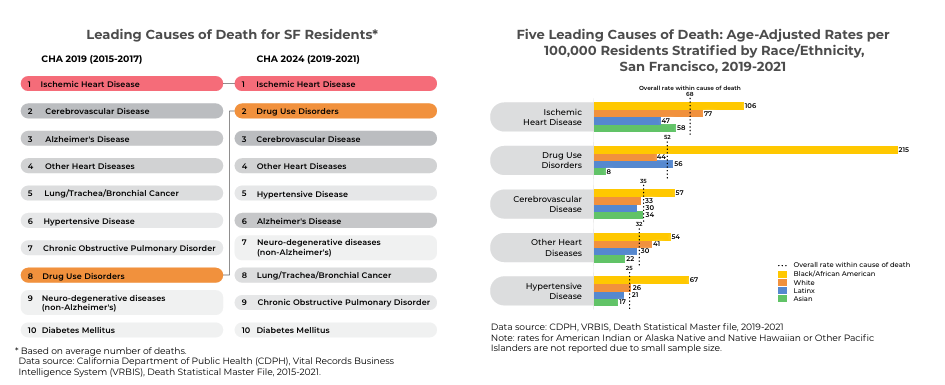 Leading Causes of Death for SF Residents*
CHA 2019 (2015-2017)
1 Ischemic Heart Disease
2 Cerebrovascular Disease
3 Alzheimer's Disease
4 Other Heart Diseases
5 Lung/Trachea/Bronchial Cancer
6 Hypertensive Disease
7 Chronic Obstructive Pulmonary Disorder
8 Drug Use Disorders
9 Neuro-degenerative diseases
(non-Alzheimer's)
10 Diabetes Mellitus
CHA 2024 (2019-2021)
1 Ischemic Heart Disease
2 Drug Use Disorders
3 Cerebrovascular Disease
4 Other Heart Diseases
5 Hypertensive Disease
6 Alzheimer's Disease
7 Neuro-degenerative diseases
(non-Alzheimer's)
8 Lung/Trachea/Bronchial Cancer
9 Chronic Obstructive Pulmonary Disorder
10 Diabetes Mellitus
* Based on average number of deaths.
Data source: California Department of Public Health (CDPH), Vital Records Business
Intelligence System (VRBIS), Death Statistical Master File, 2015-2021.
Five Leading Causes of Death: Age-Adjusted Rates per
100,000 Residents Stratified by Race/Ethnicity,
San Francisco, 2019-2021
Overall rate within cause of death
68
Ischemic
Heart Disease
106
77
47
58
52
Drug Use
Disorders
215
44
56
8
35
Cerebrovascular
Disease
57
33
30
34
32
Other Heart
Diseases
54
41
30
22
25
Hypertensive
Disease
67
26
21
17
Overall rate within cause of death
Black/African American
White
Latinx
Asian
Data source: CDPH, VRBIS, Death Statistical Master file, 2019-2021
Note: rates for American Indian or Alaska Native and Native Hawaiian or Other Pacific
Islanders are not reported due to small sample size.